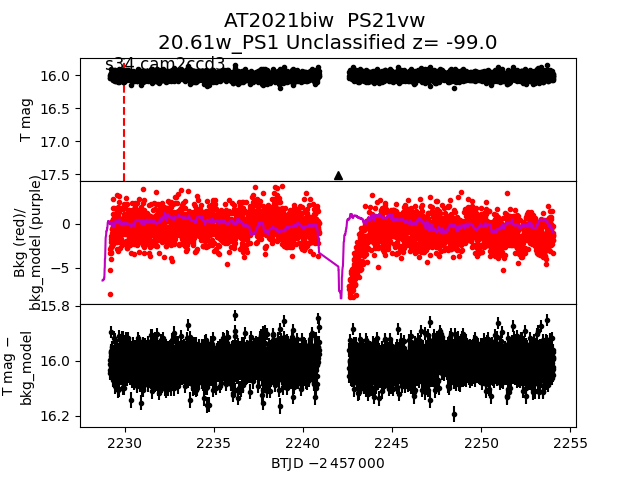 AT2021biw  PS21vw
20.61w_PS1 Unclassified z= -99.0
s34 cam2ccd3
16.0
16.5
17.0
17.5
T mag
0
−5
Bkg (red)/
bkg_model (purple)
15.8
16.0
16.2
T mag −
bkg_model
2230
2235
2240
2245
2250
2255
BTJD −2 457 000